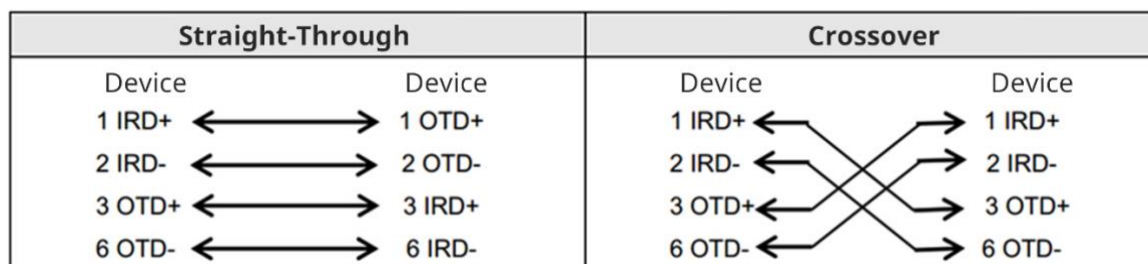 Straight-Through Crossover
Device Device Device Device
1 IRD+ 1 OTD+ 1 IRD+ 1 IRD+
2 IRD- 2 OTD- 2 IRD- 2 IRD-
3 OTD+ 3 IRD+ 3 OTD+ 3 OTD+
6 OTD- 6 IRD- 6 OTD- 6 OTD-